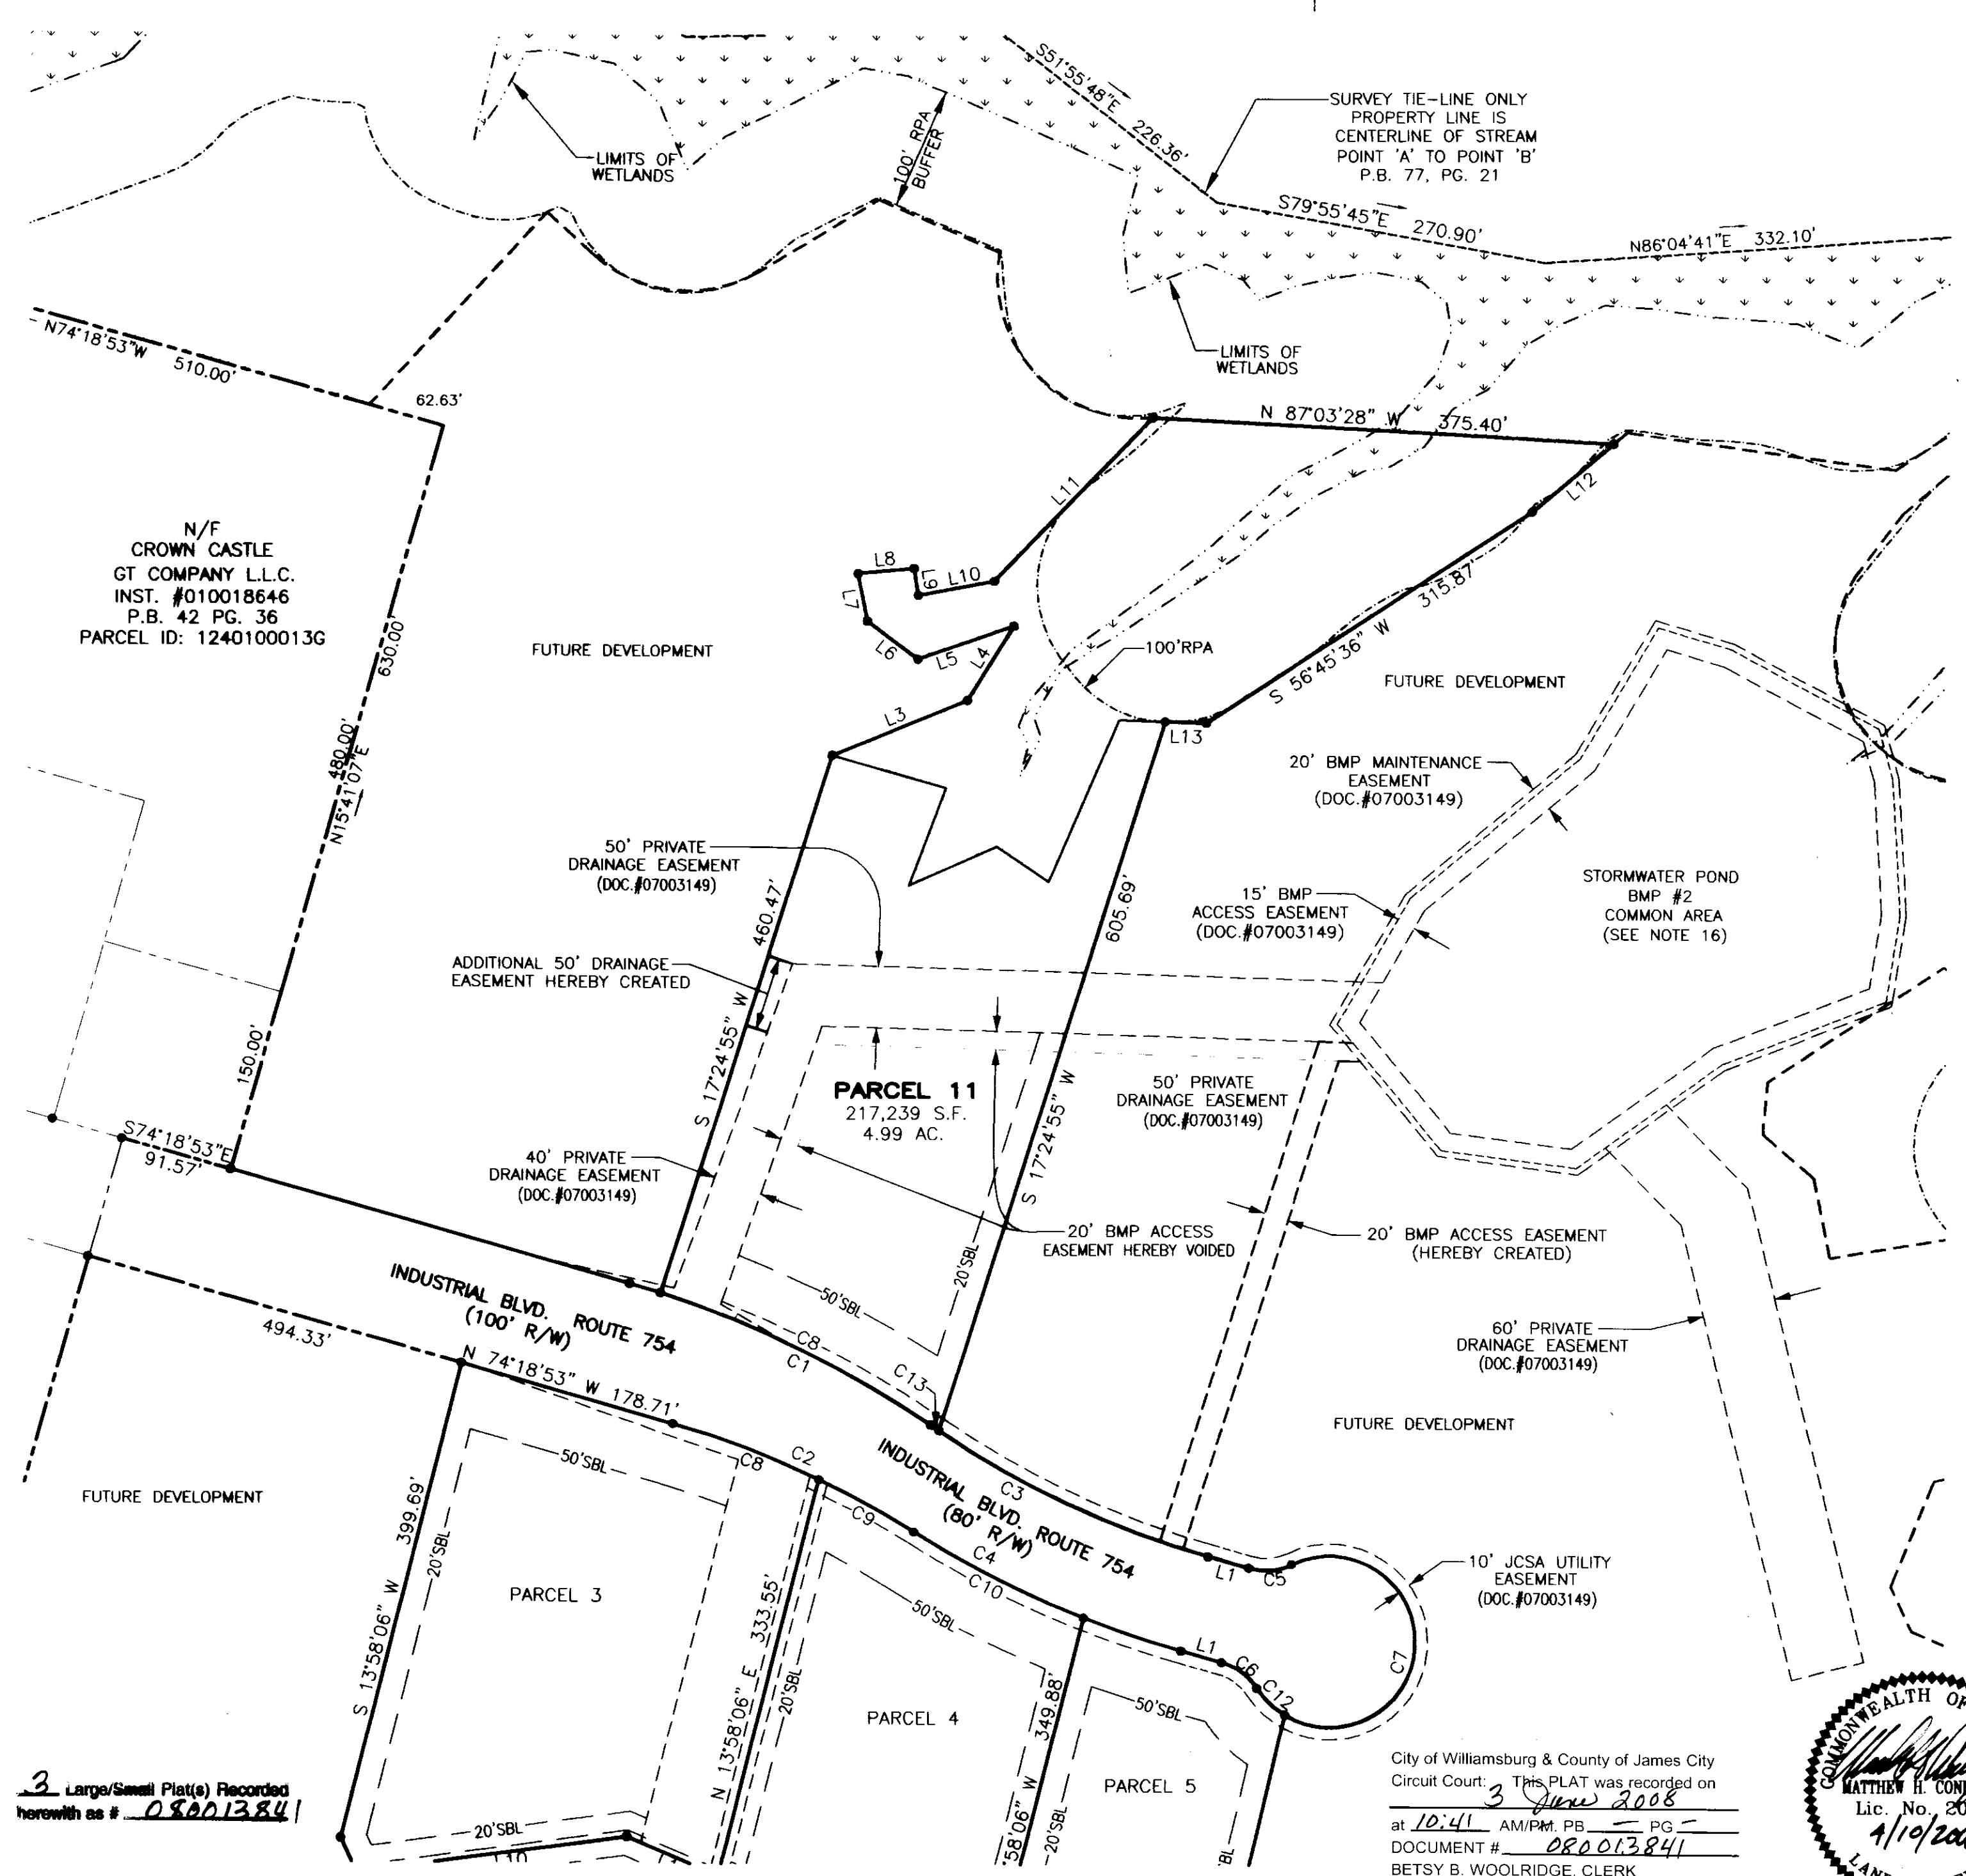 S51°55'48"E 226.36'
SURVEY TIE-LINE ONLY
PROPERTY LINE IS
CENTERLINE OF STREAM
POINT 'A' TO POINT 'B'
P.B. 77, PG. 21
LIMITS OF
WETLANDS
100' RPA
BUFFER
S79°55'45"E 270.90'
N86°04'41"E 332.10'
N74°18'53"W 510.00'
62.63'
LIMITS OF
WETLANDS
N 87°03'28" W 375.40'
L11
L12
N/F
CROWN CASTLE
GT COMPANY L.L.C.
INST. #010018646
P.B. 42 PG. 36
PARCEL ID: 1240100013G
630.00'
480.00'
N15°41'07"E
150.00'
FUTURE DEVELOPMENT
L8
L9
L10
L7
L6
L5
L4
L3
100'RPA
315.87'
S 56°45'36" W
L13
FUTURE DEVELOPMENT
20' BMP MAINTENANCE
EASEMENT
(DOC.#07003149)
50' PRIVATE
DRAINAGE EASEMENT
(DOC.#07003149)
460.47'
605.69'
15' BMP
ACCESS EASEMENT
(DOC.#07003149)
STORMWATER POND
BMP #2
COMMON AREA
(SEE NOTE 16)
ADDITIONAL 50' DRAINAGE
EASEMENT HEREBY CREATED
S 17°24'55" W
PARCEL 11
217,239 S.F.
4.99 AC.
50' PRIVATE
DRAINAGE EASEMENT
(DOC.#07003149)
S 17°24'55" W
S74°18'53"E
91.57'
40' PRIVATE
DRAINAGE EASEMENT
(DOC.#07003149)
20' BMP ACCESS
EASEMENT HEREBY VOIDED
20' BMP ACCESS EASEMENT
(HEREBY CREATED)
20'SBL
50'SBL
INDUSTRIAL BLVD. ROUTE 754
(100' R/W)
C8
C1
C13
60' PRIVATE
DRAINAGE EASEMENT
(DOC.#07003149)
494.33'
N 74°18'53" W 178.71'
FUTURE DEVELOPMENT
50'SBL
C8
C2
INDUSTRIAL BLVD. ROUTE 754
(80' R/W)
C3
C9
C4
C10
FUTURE DEVELOPMENT
399.69'
S 13°58'06" W
20'SBL
PARCEL 3
333.55'
N 13°58'06" E
20'SBL
50'SBL
L1
C5
10' JCSA UTILITY
EASEMENT
(DOC.#07003149)
L1
C6
C12
C7
PARCEL 4
349.88'
58'06" W
20'SBL
50'SBL
PARCEL 5
BL
20'SBL
L10
3 Large/Small Plat(s) Recorded
herewith as # 080013841
City of Williamsburg & County of James City
Circuit Court: This PLAT was recorded on
3 June 2008
at 10:41 AM/PM. PB — PG —
DOCUMENT # 080013841
BETSY B. WOOLRIDGE, CLERK
COMMONWEALTH OF
MATTHEW H. CON
Lic. No. 20
4/10/200
LAN